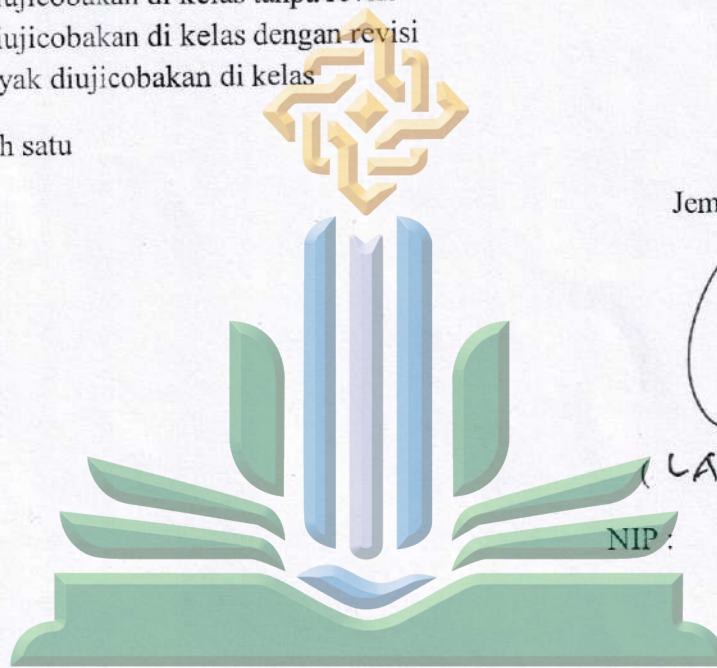 diujicobakan di kelas dengan revisi
yak diujicobakan di kelas
h satu
Jem
( LA
NIP :